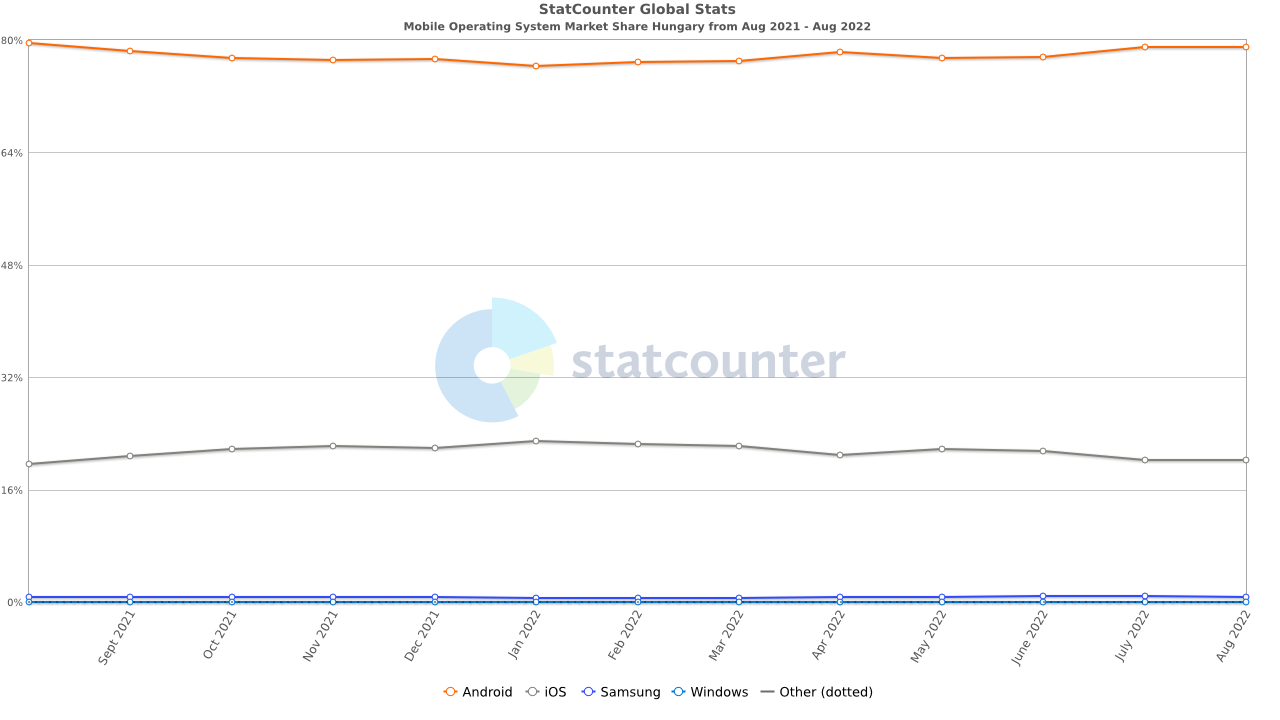 StatCounter Global Stats
Mobile Operating System Market Share Hungary from Aug 2021 - Aug 2022
80%
64%
48%
32%
16%
0%
statcounter
Sept 2021
Oct 2021
Nov 2021
Dec 2021
Jan 2022
Feb 2022
Mar 2022
Apr 2022
May 2022
June 2022
July 2022
Aug 2022
Android iOS Samsung Windows Other (dotted)